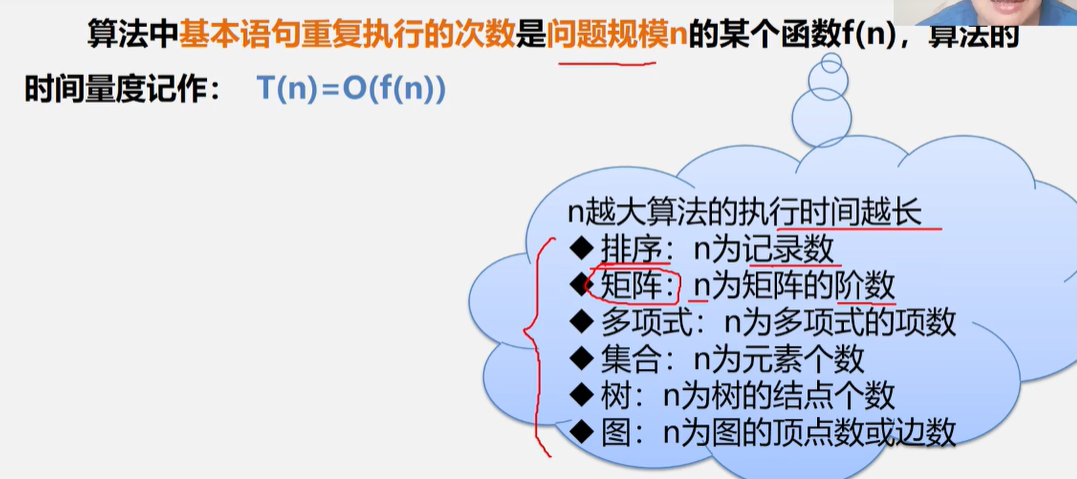 算法中基本语句重复执行的次数是问题规模n的某个函数f(n)，算法的
时间量度记作： T(n)=O(f(n))
n越大算法的执行时间越长
◆ 排序：n为记录数
◆ 矩阵：n为矩阵的阶数
◆ 多项式：n为多项式的项数
◆ 集合：n为元素个数
◆ 树：n为树的结点个数
◆ 图：n为图的顶点数或边数